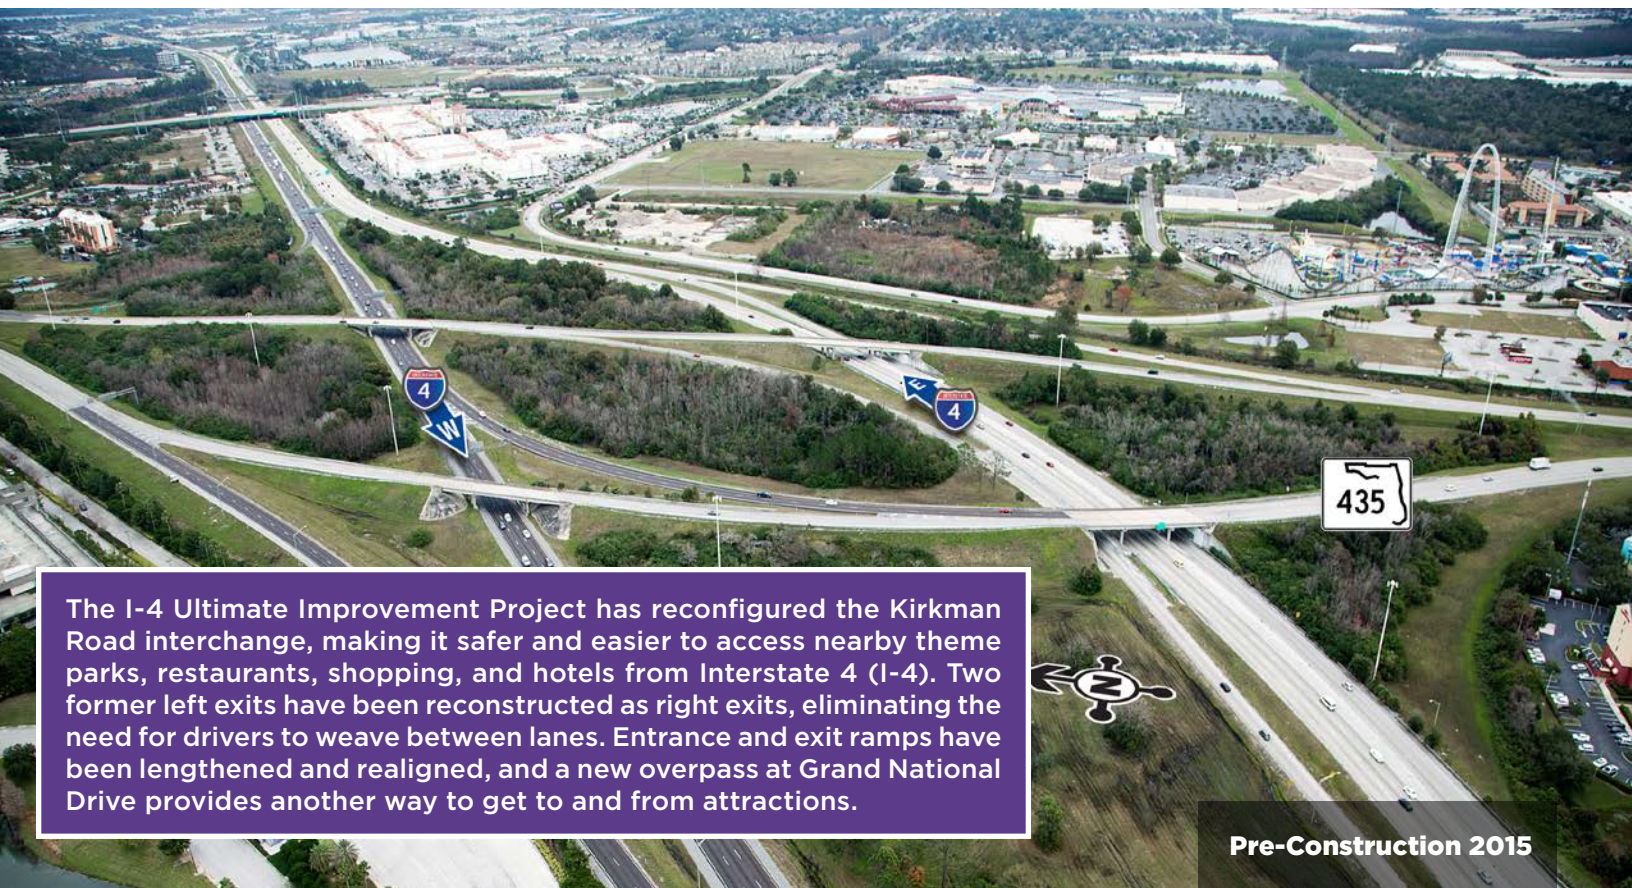 4
W
E
4
435
The I-4 Ultimate Improvement Project has reconfigured the Kirkman
Road interchange, making it safer and easier to access nearby theme
parks, restaurants, shopping, and hotels from Interstate 4 (I-4). Two
former left exits have been reconstructed as right exits, eliminating the
need for drivers to weave between lanes. Entrance and exit ramps have
been lengthened and realigned, and a new overpass at Grand National
Drive provides another way to get to and from attractions.
N
Pre-Construction 2015